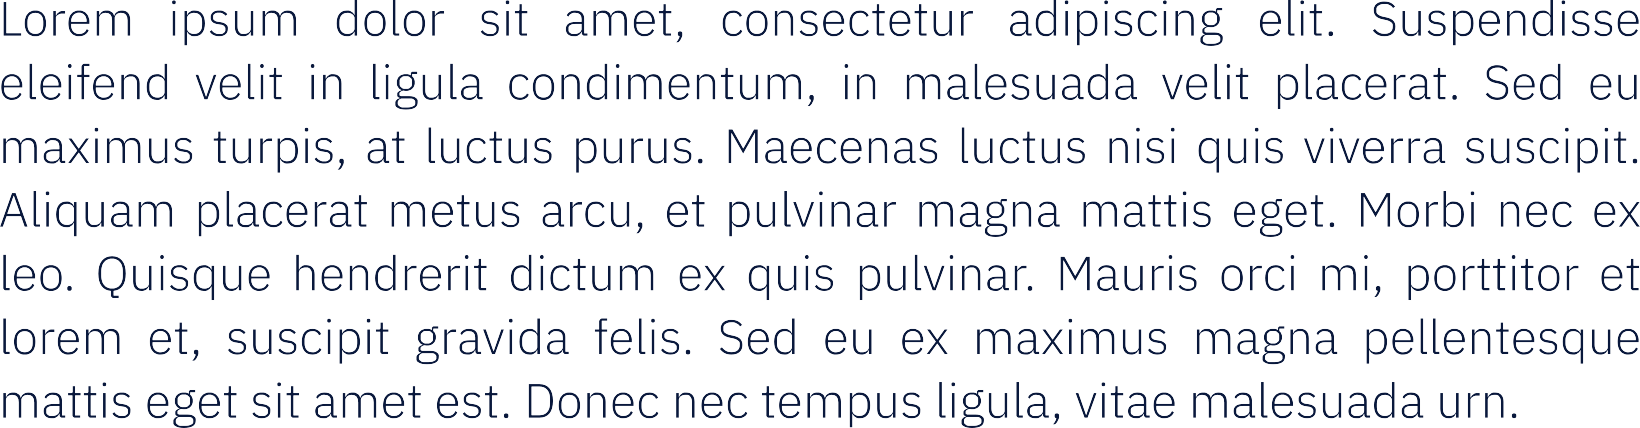 Lorem ipsum dolor sit amet, consectetur adipiscing elit. Suspendisse
eleifend velit in ligula condimentum, in malesuada velit placerat. Sed eu
maximus turpis, at luctus purus. Maecenas luctus nisi quis viverra suscipit.
Aliquam placerat metus arcu, et pulvinar magna mattis eget. Morbi nec ex
leo. Quisque hendrerit dictum ex quis pulvinar. Mauris orci mi, porttitor et
lorem et, suscipit gravida felis. Sed eu ex maximus magna pellentesque
mattis eget sit amet est. Donec nec tempus ligula, vitae malesuada urn.